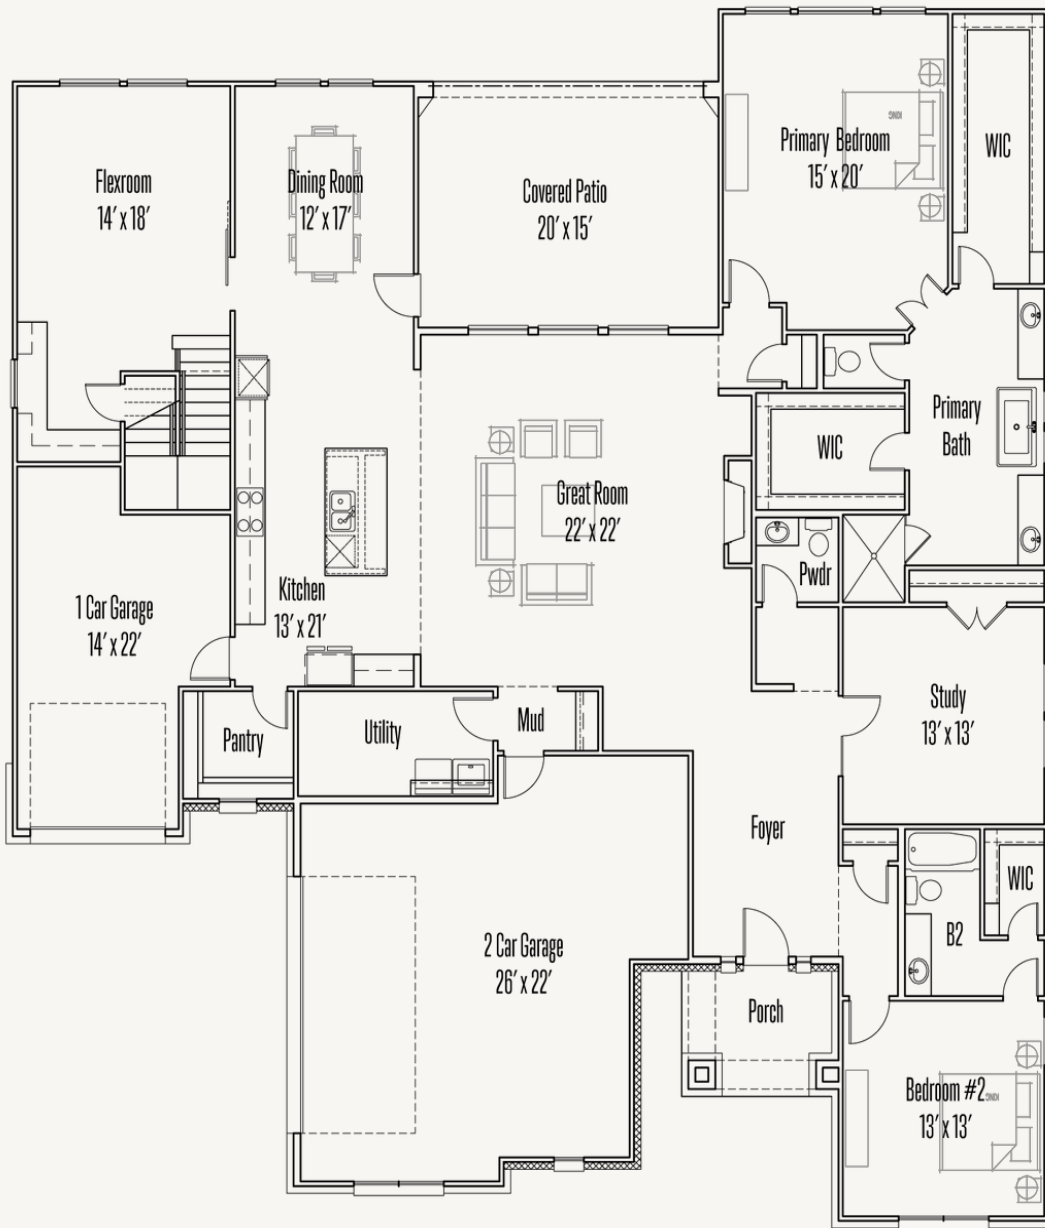 Primary Bedroom
15' x 20'
KING
WIC
Flexroom
14' x 18'
Dining Room
12' x 17'
Covered Patio
20' x 15'
Primary
Bath
WIC
Great Room
22' x 22'
Pwdr
Kitchen
13' x 21'
1 Car Garage
14' x 22'
Study
13' x 13'
Pantry
Utility
Mud
Foyer
WIC
B2
2 Car Garage
26' x 22'
Porch
Bedroom #2
KING
13' x 13'